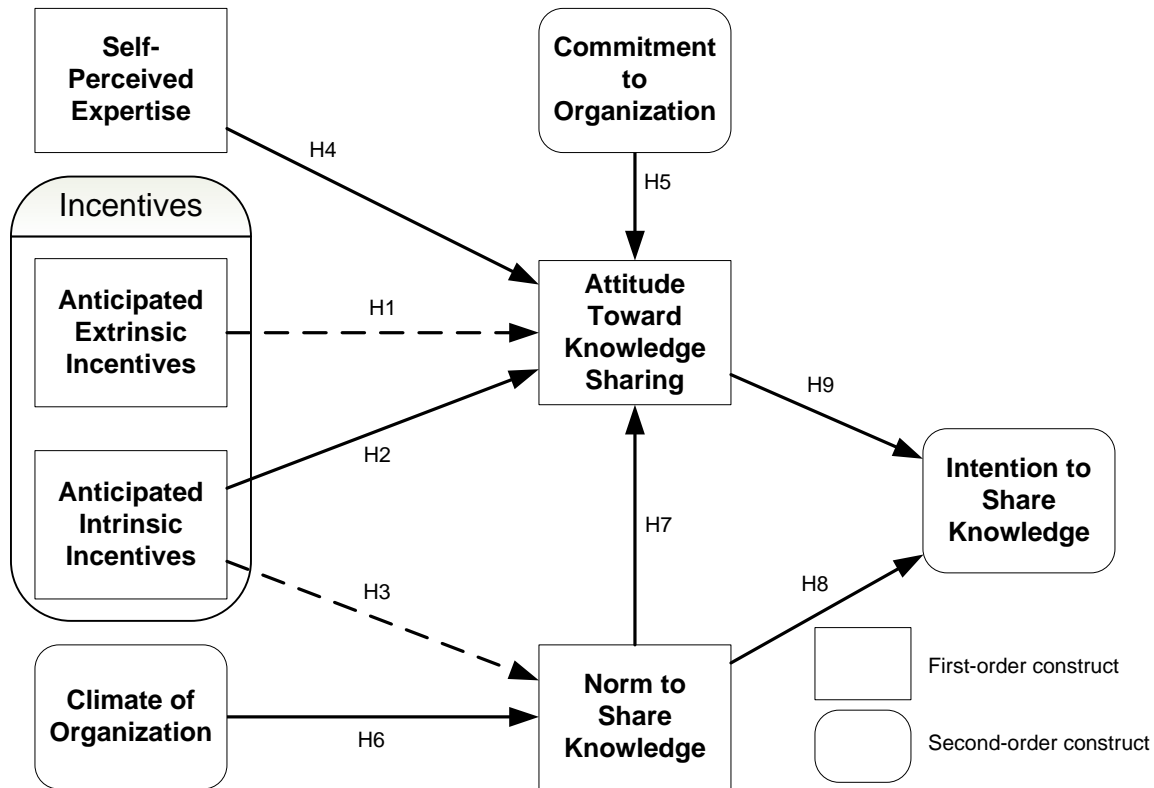 Self-
Perceived
Expertise
Commitment
to
Organization
H4
H5
Incentives
Anticipated
Extrinsic
Incentives
H1
Attitude
Toward
Knowledge
Sharing
H9
H2
Anticipated
Intrinsic
Incentives
Intention to
Share
Knowledge
H7
H3
H8
Climate of
Organization
H6
Norm to
Share
Knowledge
First-order construct
Second-order construct